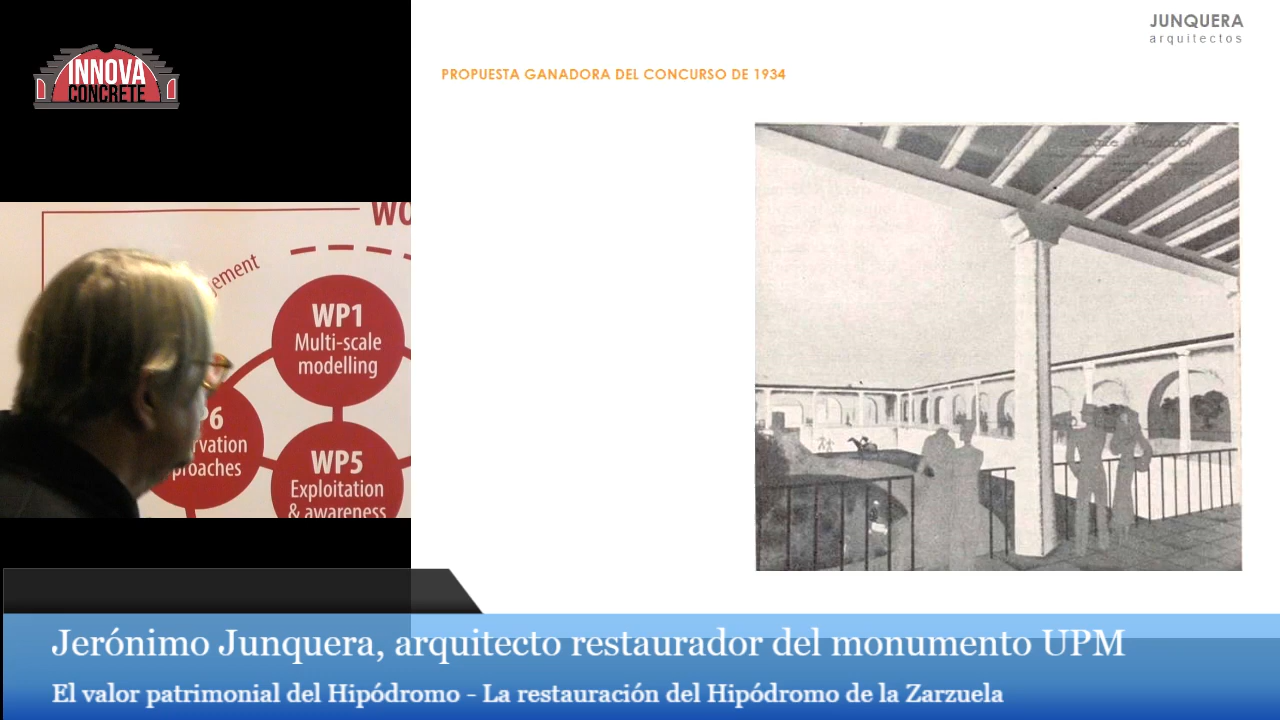 INNOVA
CONCRETE
JUNQUERA
arquitectos
PROPUESTA GANADORA DEL CONCURSO DE 1934
WP1
Multi-scale
modelling
WP5
Exploitation
& awareness
Jerónimo Junquera, arquitecto restaurador del monumento UPM
El valor patrimonial del Hipódromo - La restauración del Hipódromo de la Zarzuela